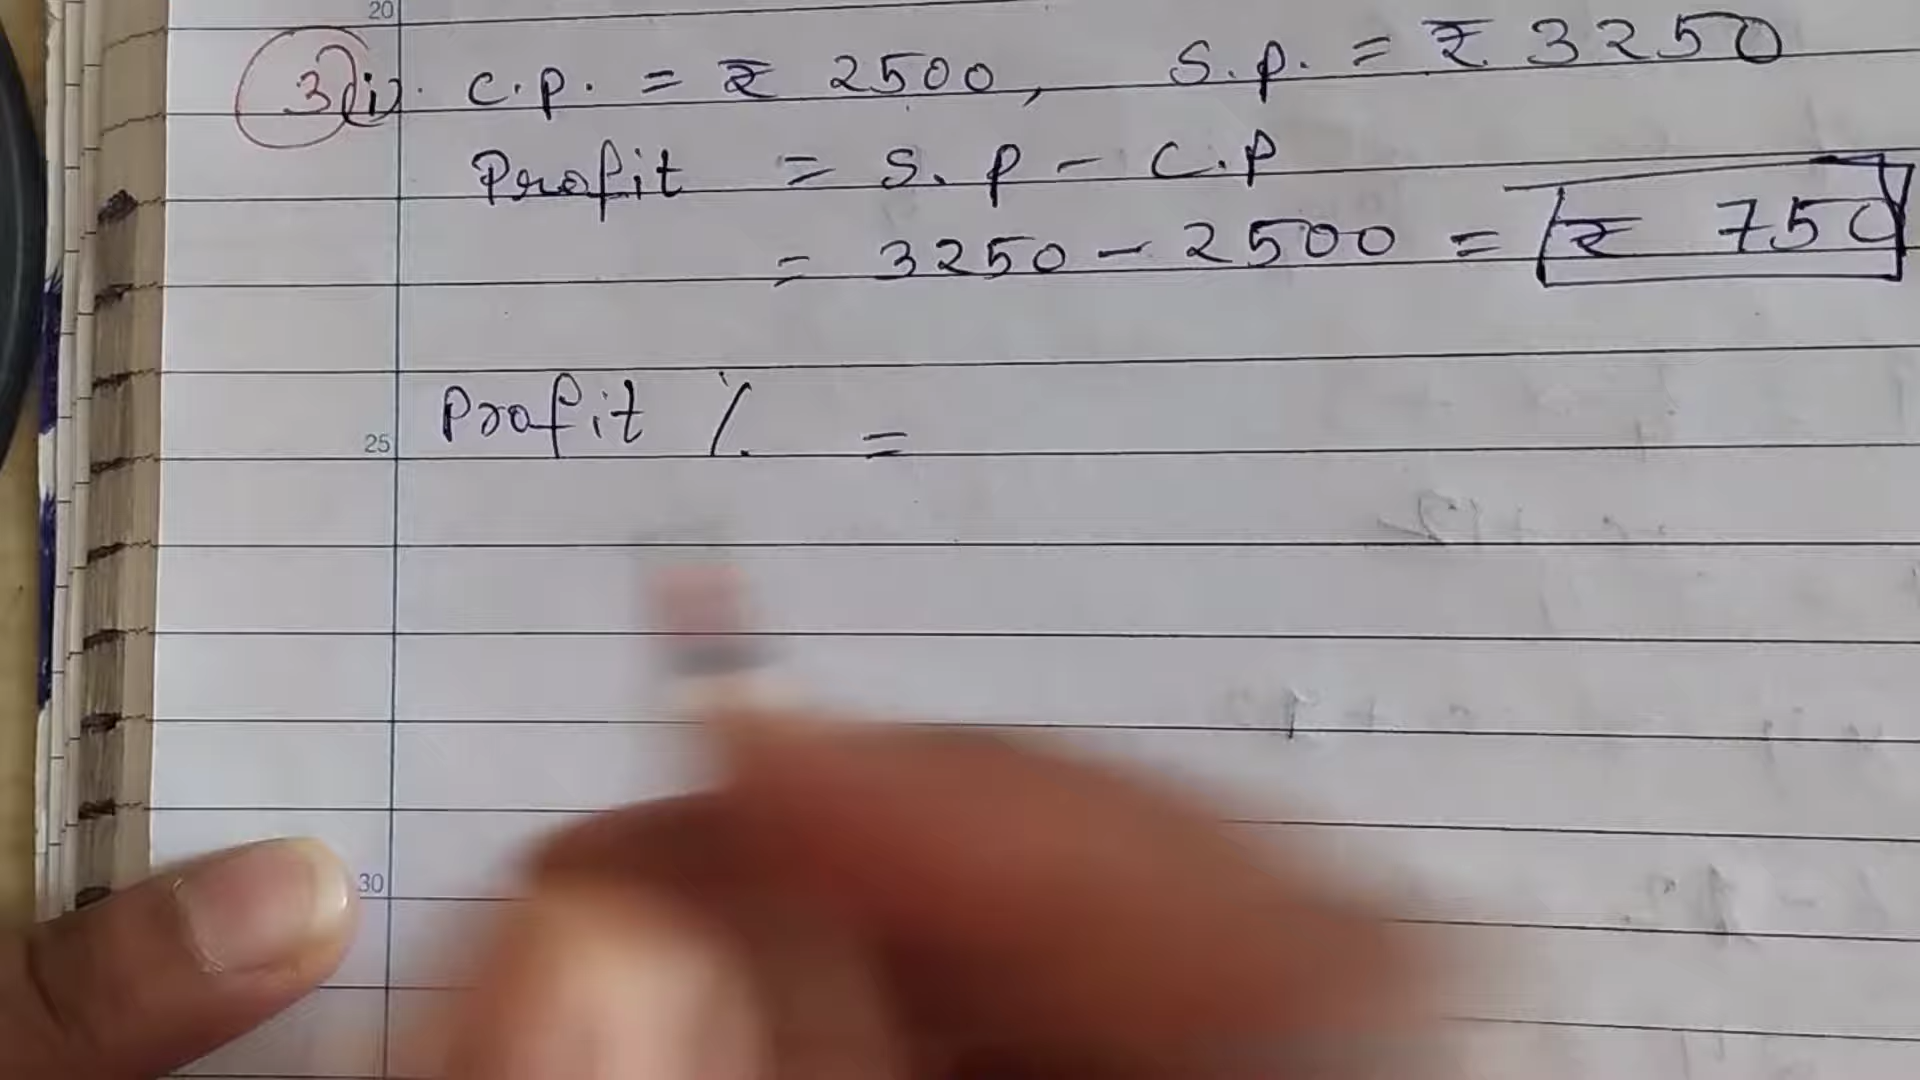 20
3(i). C.P. = ₹ 2500, S.P. = ₹ 3250
Profit = S.P - C.P
= 3250 - 2500 = ₹ 750
Profit % =
25
30